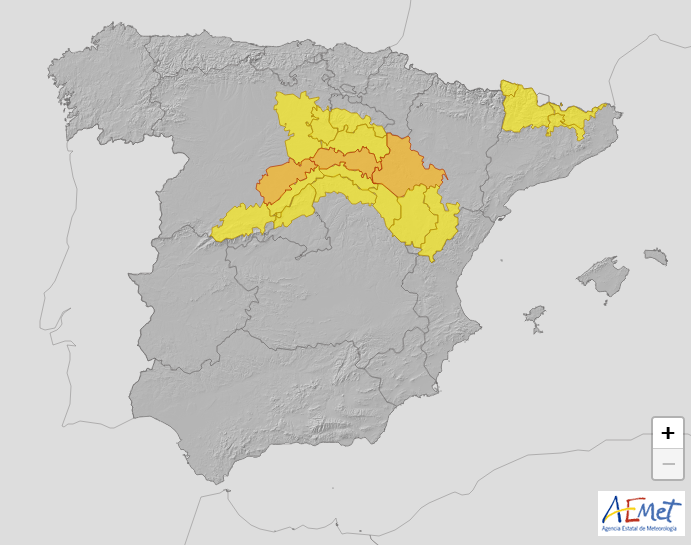 +
−
AEMet
Agencia Estatal de Meteorología